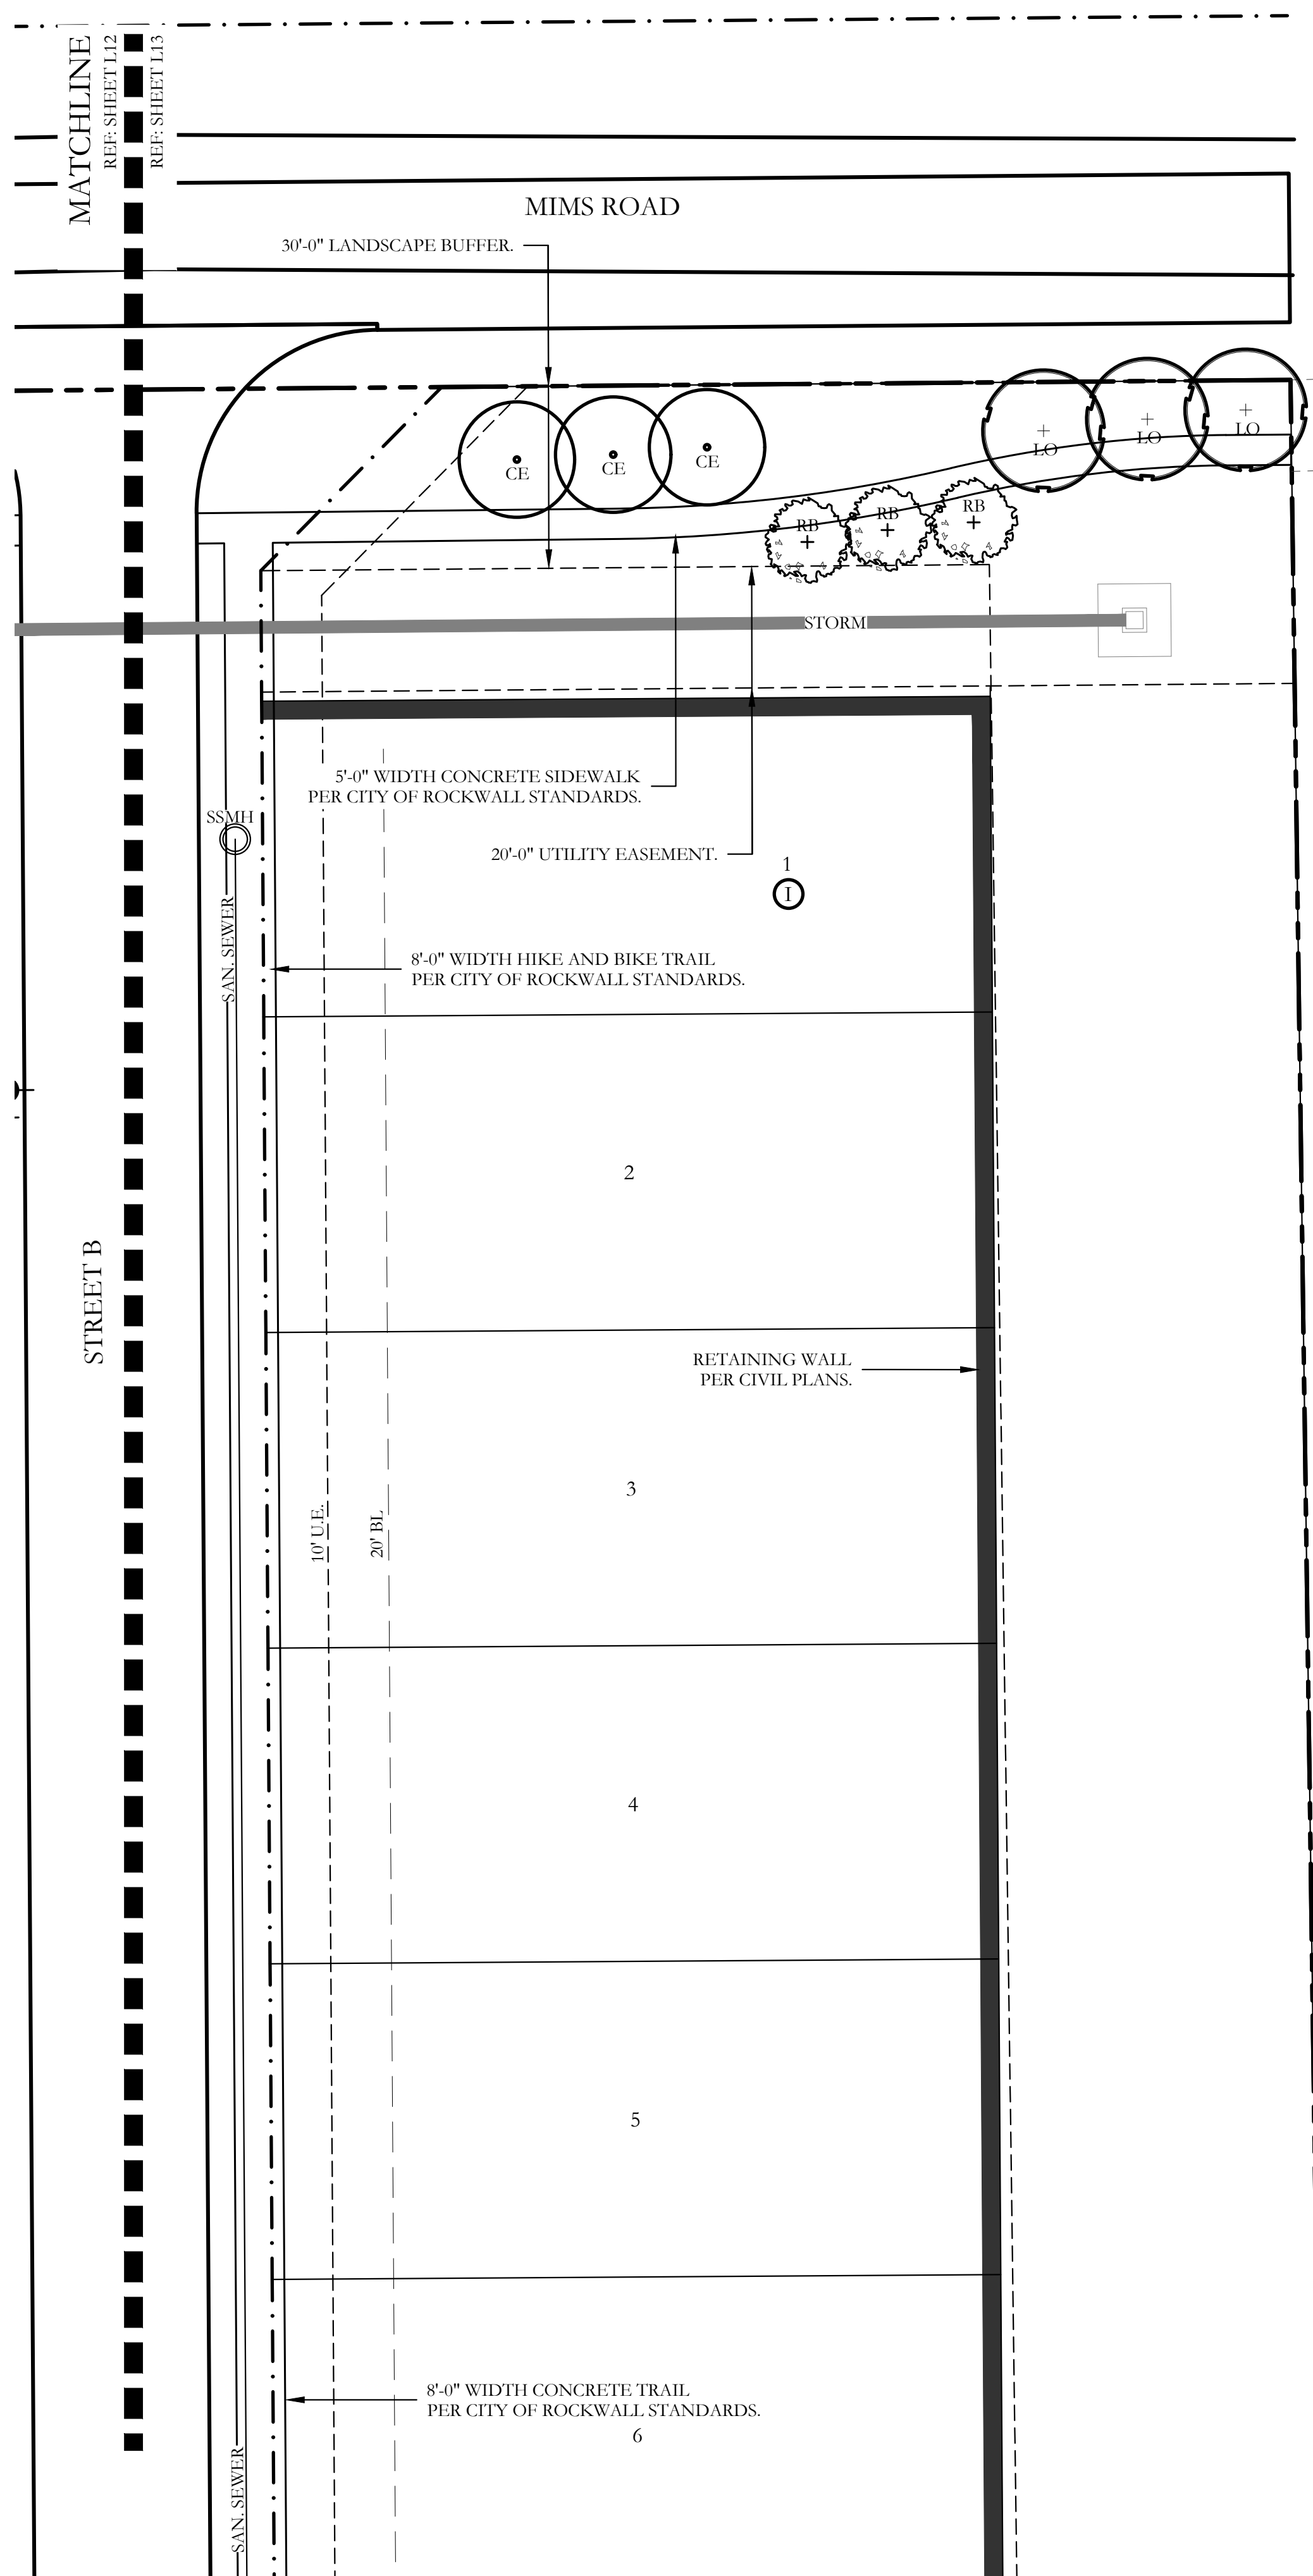 MATCHLINE
REF: SHEET L12
REF: SHEET L13
MIMS ROAD
30'-0" LANDSCAPE BUFFER.
LO
LO
LO
CE
CE
CE
RB
RB
RB
STORM
5'-0" WIDTH CONCRETE SIDEWALK
PER CITY OF ROCKWALL STANDARDS.
SSMH
20'-0" UTILITY EASEMENT.
1
I
SAN. SEWER
8'-0" WIDTH HIKE AND BIKE TRAIL
PER CITY OF ROCKWALL STANDARDS.
2
STREET B
RETAINING WALL
PER CIVIL PLANS.
3
10' U.E.
20' BL
4
5
8'-0" WIDTH CONCRETE TRAIL
PER CITY OF ROCKWALL STANDARDS.
6
SAN. SEWER